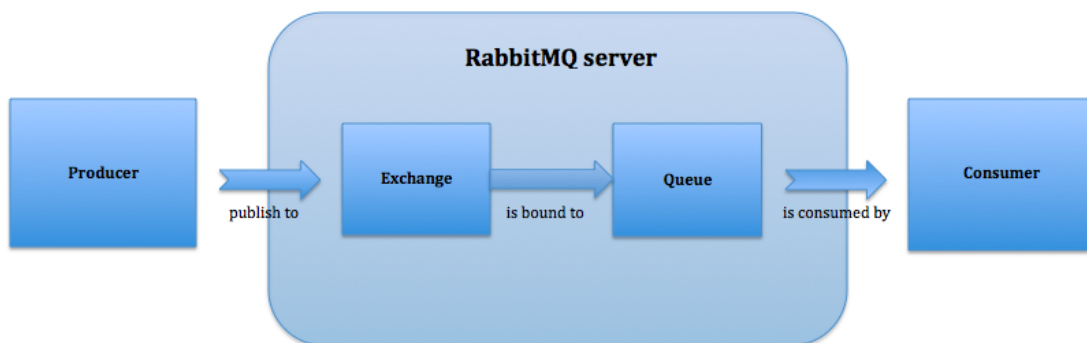 RabbitMQ server
Producer
publish to
Exchange
is bound to
Queue
is consumed by
Consumer